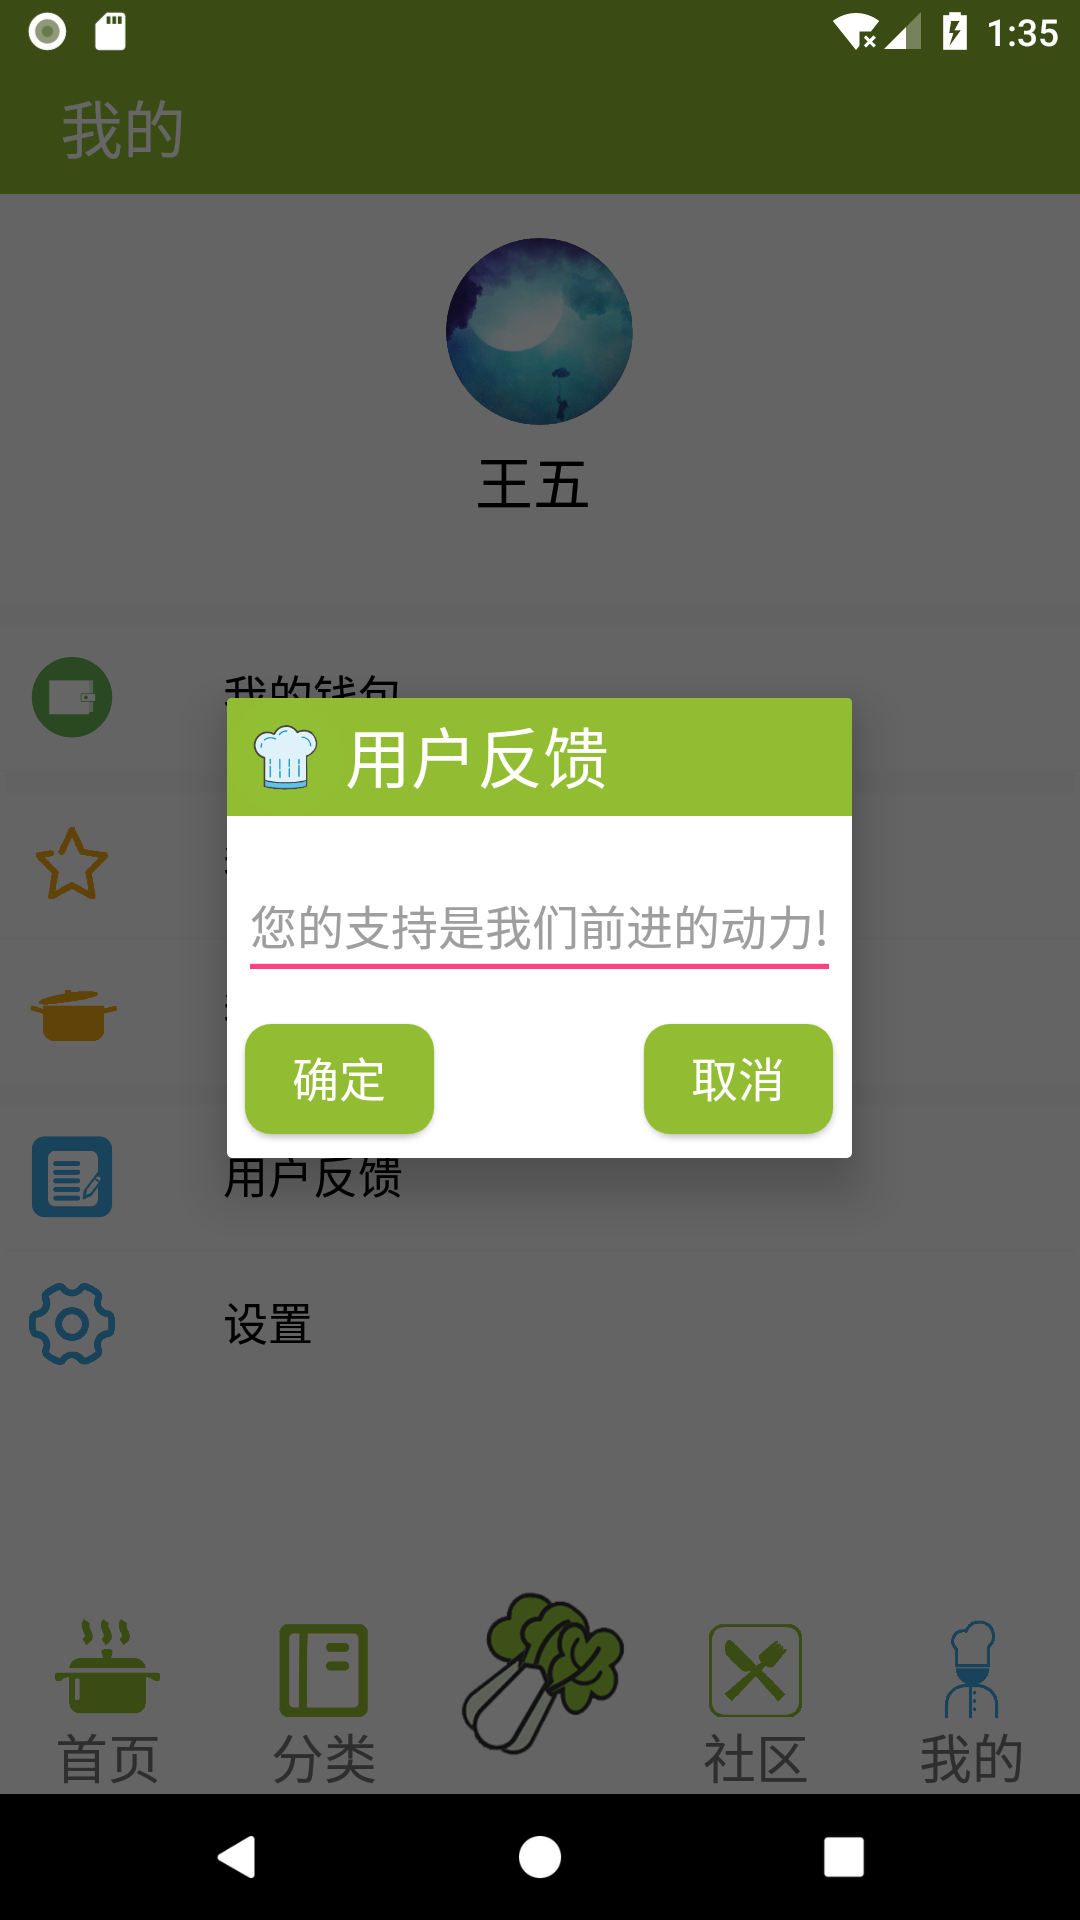 1:35
我的
王五
我的钱包
用户反馈
您的支持是我们前进的动力!
确定
取消
用户反馈
设置
首页
分类
社区
我的